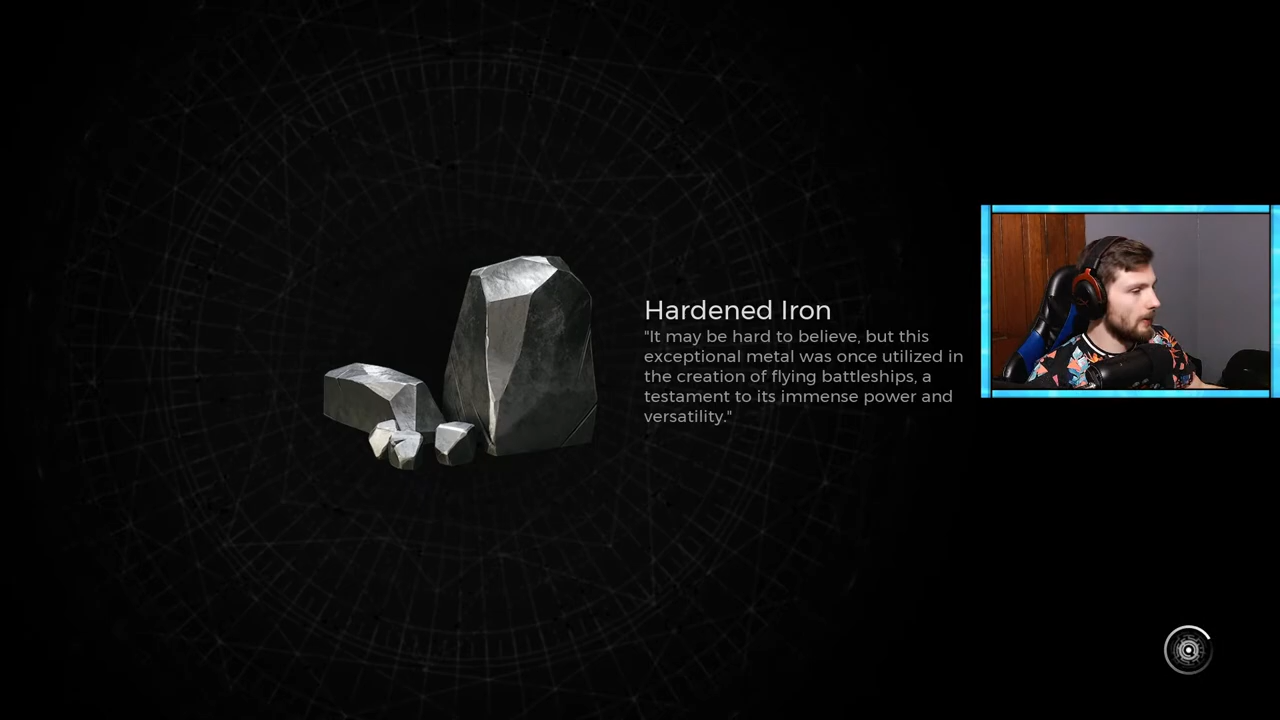 Hardened Iron
"It may be hard to believe, but this
exceptional metal was once utilized in
the creation of flying battleships, a
testament to its immense power and
versatility."